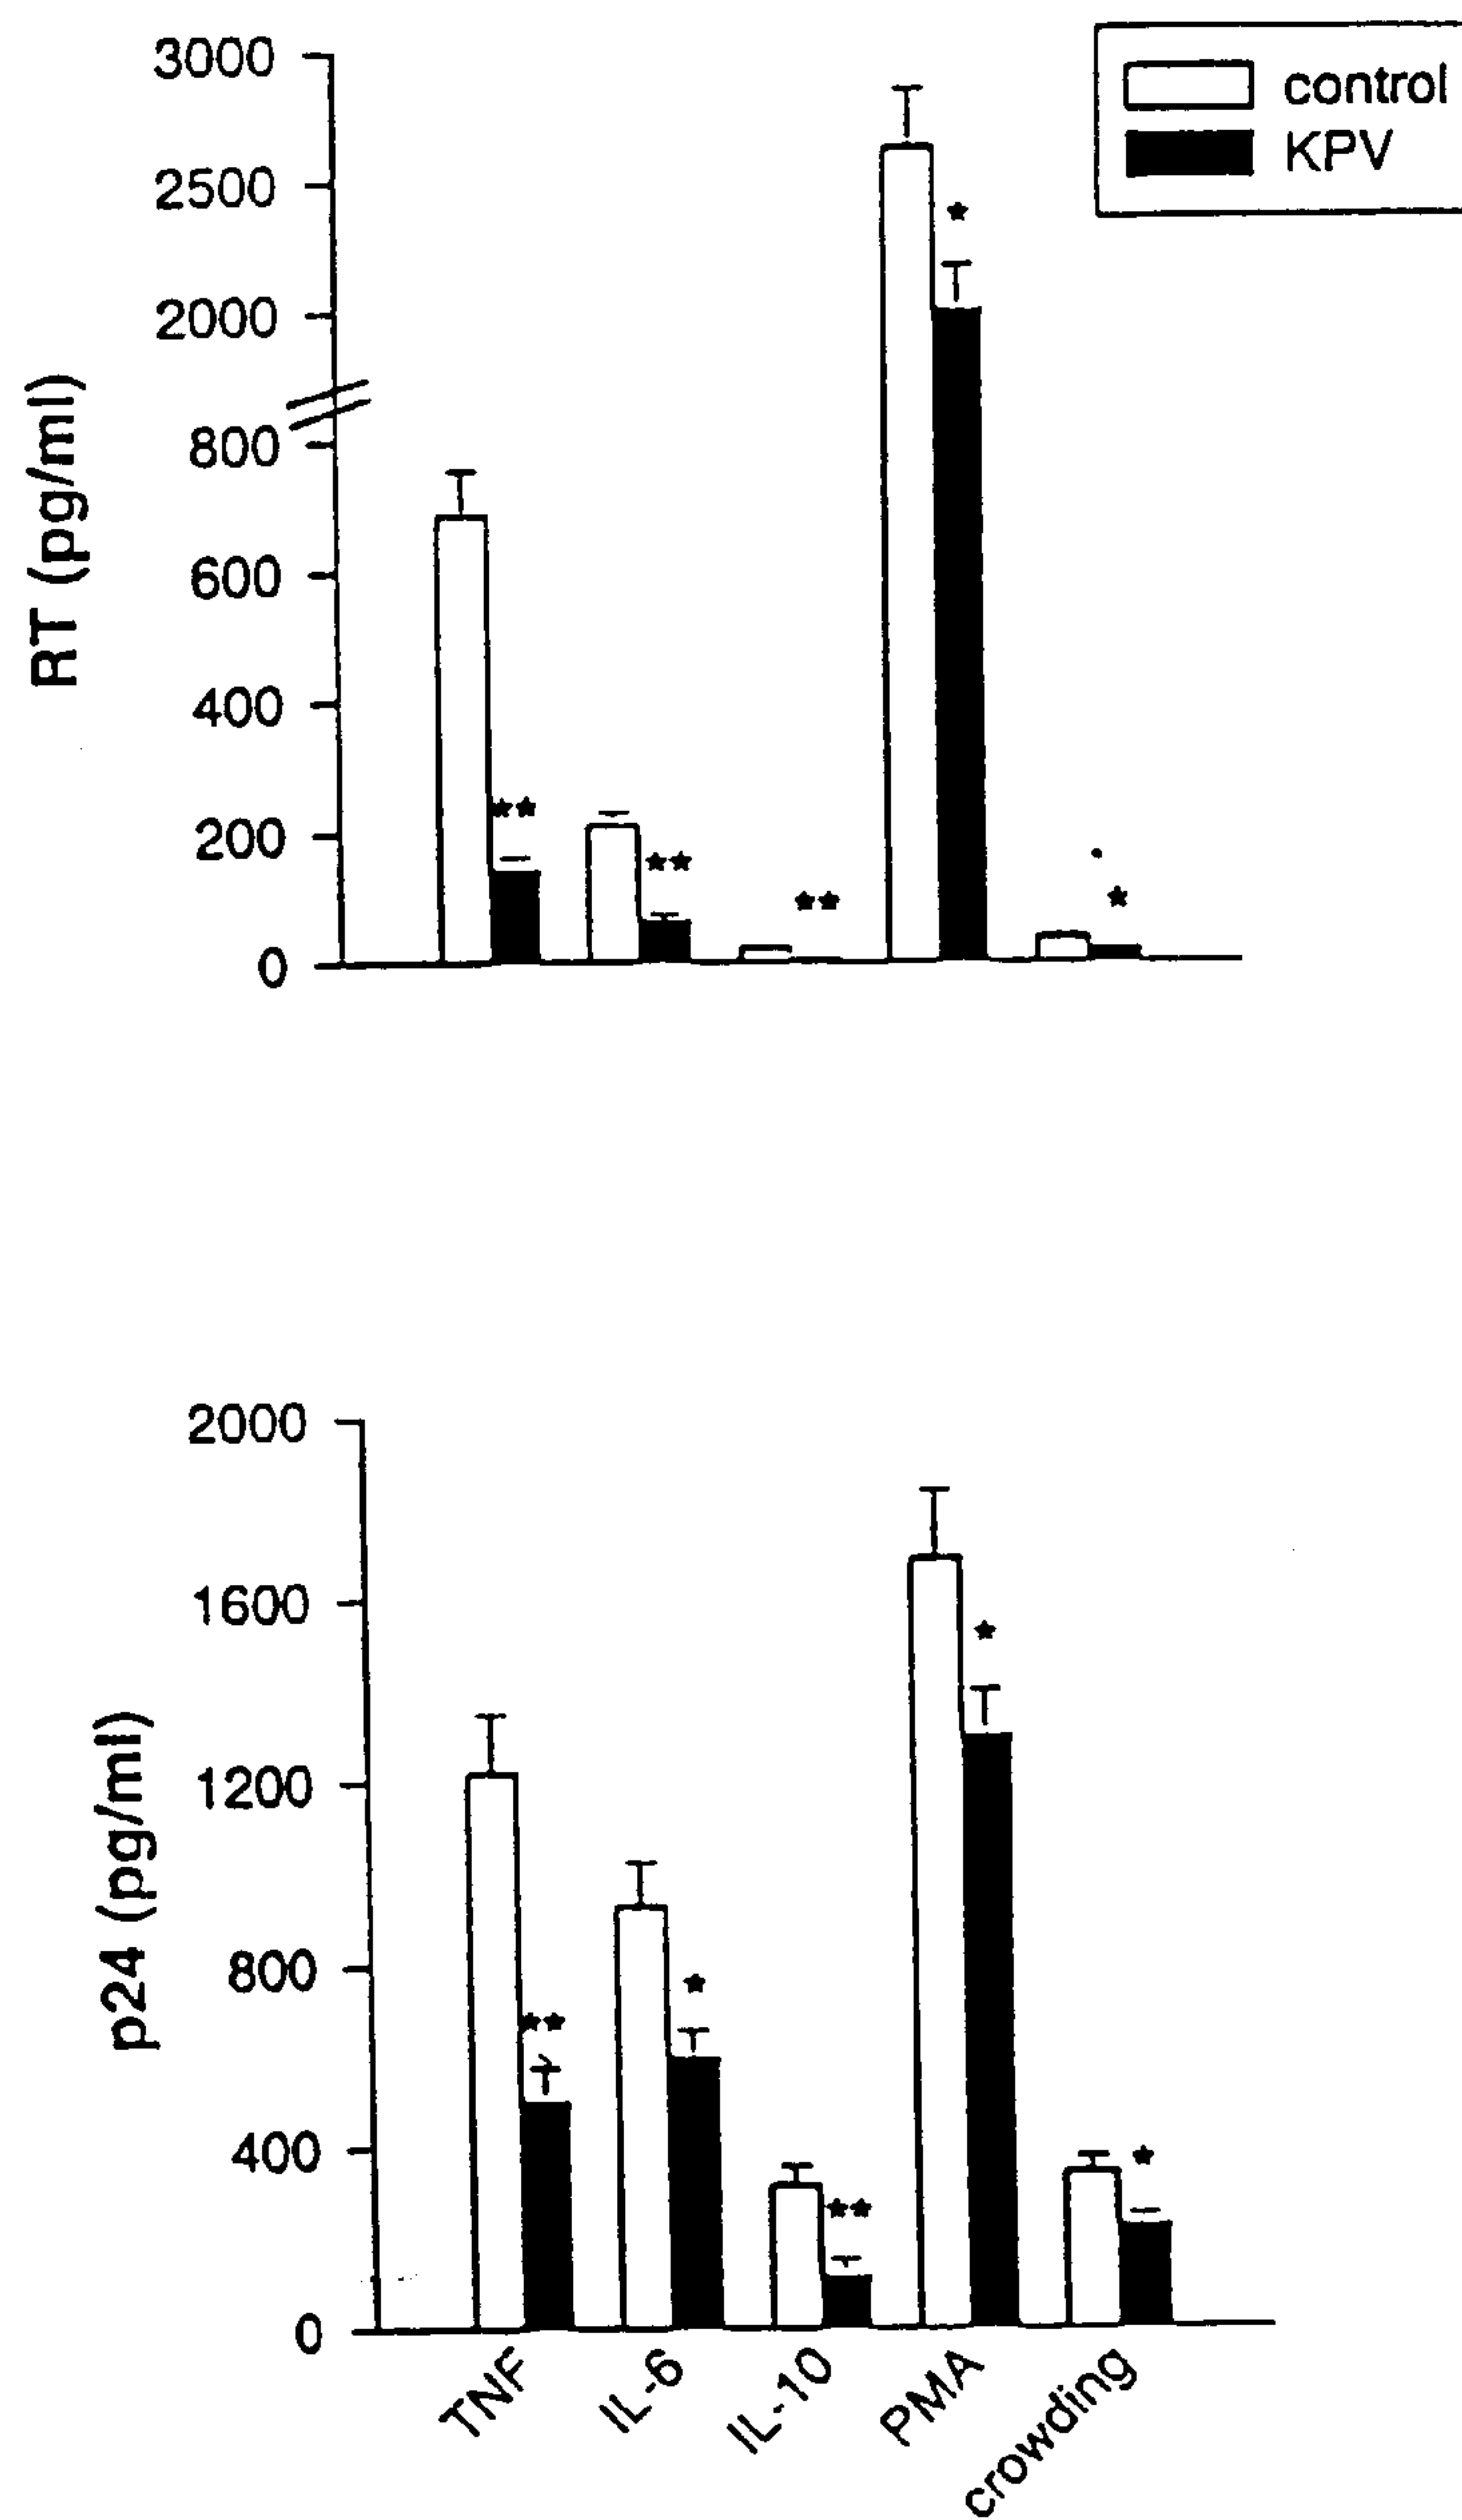 control
KPV
3000
2500
2000
800
600
400
200
0
RT (pg/ml)
2000
1600
1200
800
400
0
p24 (pg/ml)
TNF
IL-6
IL-10
PMA
crowding